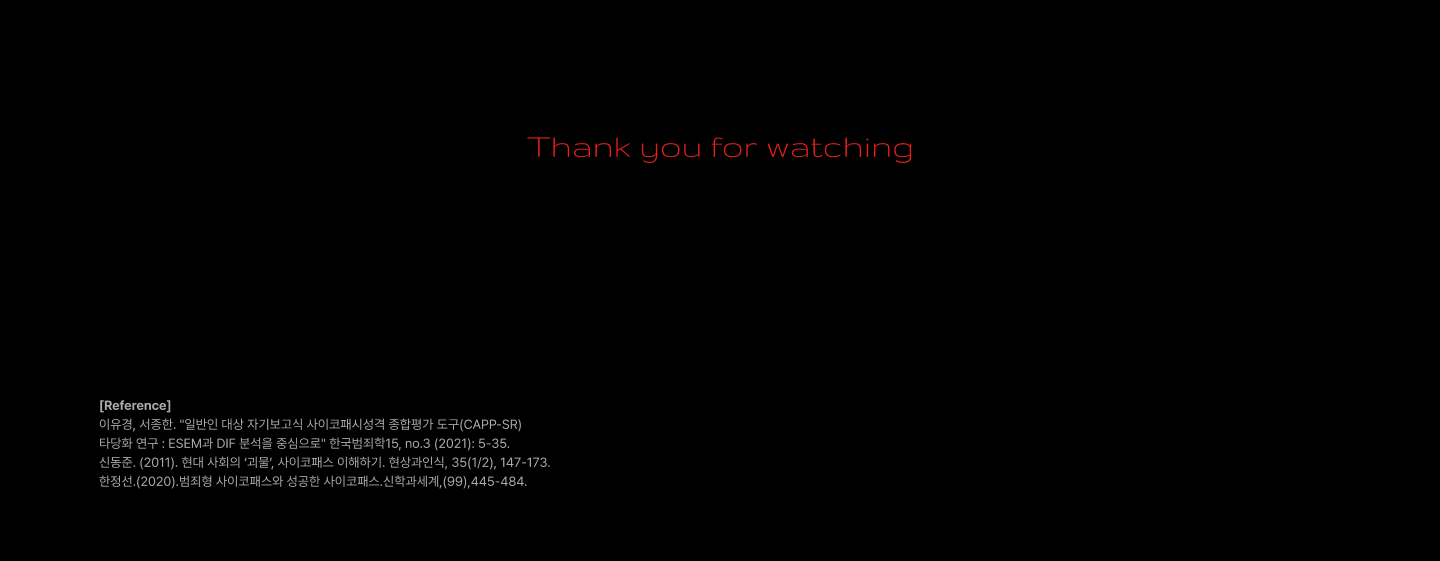 Thank you for watching
[Reference]
이유경, 서종한. "일반인 대상 자기보고식 사이코패시성격 종합평가 도구(CAPP-SR)
타당화 연구 : ESEM과 DIF 분석을 중심으로" 한국범죄학15, no.3 (2021): 5-35.
신동준. (2011). 현대 사회의 ‘괴물’, 사이코패스 이해하기. 현상과인식, 35(1/2), 147-173.
한정선.(2020).범죄형 사이코패스와 성공한 사이코패스.신학과세계,(99),445-484.